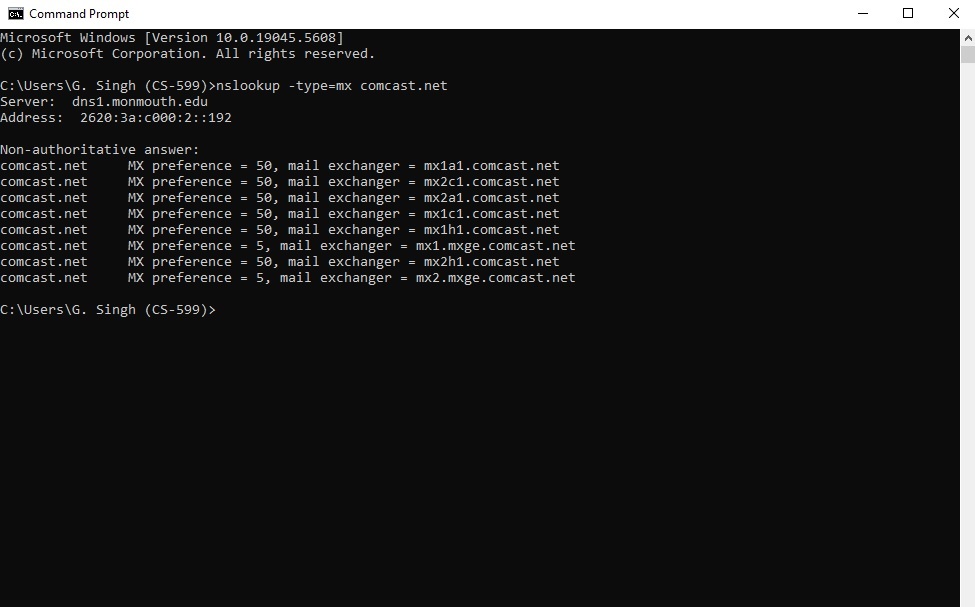 Command Prompt
Microsoft Windows [Version 10.0.19045.5608]
(c) Microsoft Corporation. All rights reserved.
C:\Users\G. Singh (CS-599)>nslookup -type=mx comcast.net
Server:  dns1.monmouth.edu
Address:  2620:3a:c000:2::192
Non-authoritative answer:
comcast.net     MX preference = 50, mail exchanger = mx1a1.comcast.net
comcast.net     MX preference = 50, mail exchanger = mx2c1.comcast.net
comcast.net     MX preference = 50, mail exchanger = mx2a1.comcast.net
comcast.net     MX preference = 50, mail exchanger = mx1c1.comcast.net
comcast.net     MX preference = 50, mail exchanger = mx1h1.comcast.net
comcast.net     MX preference = 5, mail exchanger = mx1.mxge.comcast.net
comcast.net     MX preference = 50, mail exchanger = mx2h1.comcast.net
comcast.net     MX preference = 5, mail exchanger = mx2.mxge.comcast.net
C:\Users\G. Singh (CS-599)>